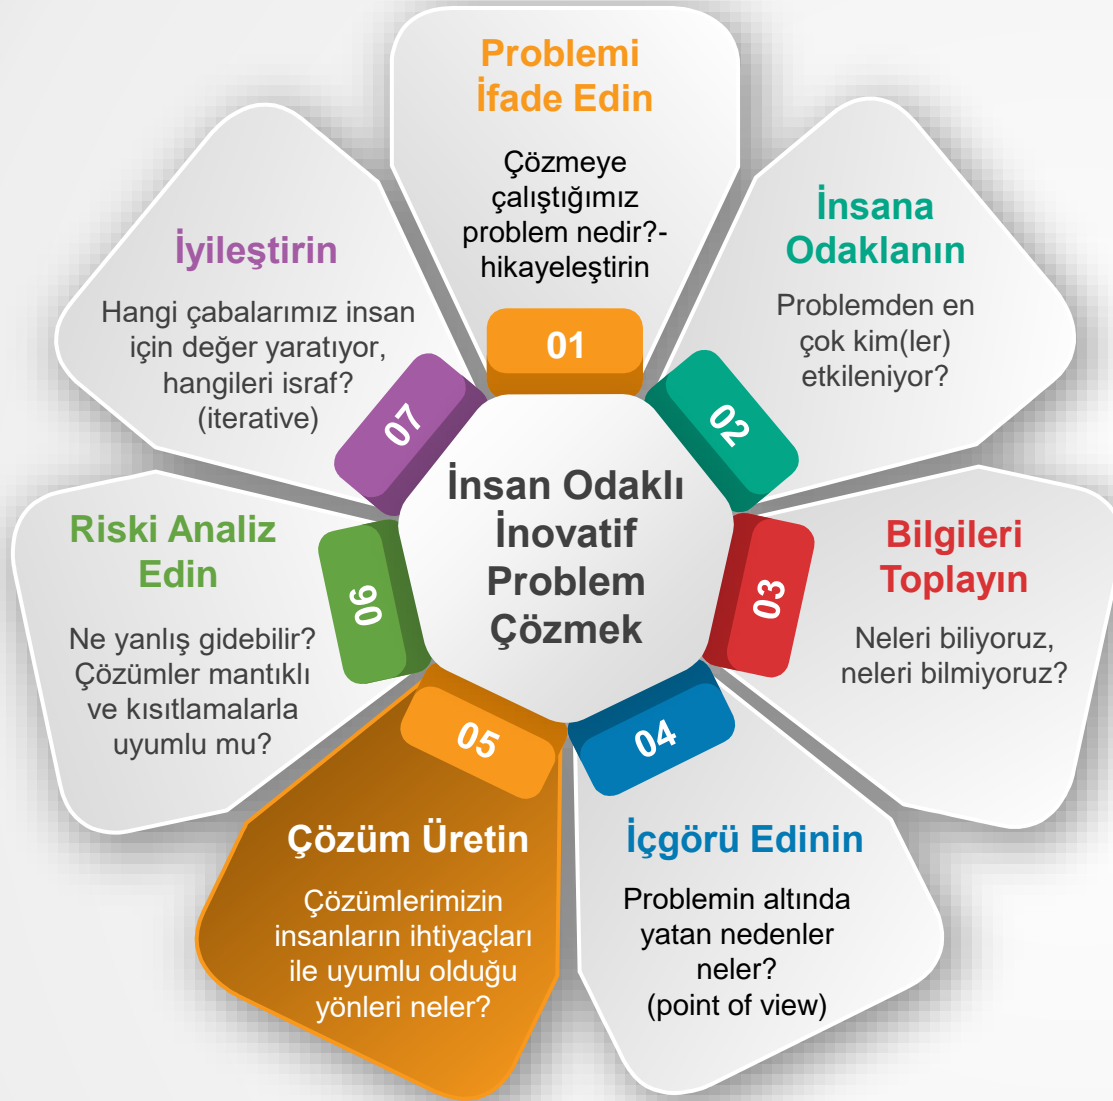 İnsan Odaklı
İnovatif
Problem
Çözmek
01
Problemi
İfade Edin
Çözmeye
çalıştığımız
problem nedir?-
hikayeleştirin
02
İnsana
Odaklanın
Problemden en
çok kim(ler)
etkileniyor?
03
Bilgileri
Toplayın
Neleri biliyoruz,
neleri bilmiyoruz?
04
İçgörü Edinin
Problemin altında
yatan nedenler
neler?
(point of view)
05
Çözüm Üretin
Çözümlerimizin
insanların ihtiyaçları
ile uyumlu olduğu
yönleri neler?
06
Riski Analiz
Edin
Ne yanlış gidebilir?
Çözümler mantıklı
ve kısıtlamalarla
uyumlu mu?
07
İyileştirin
Hangi çabalarımız insan
için değer yaratıyor,
hangileri israf?
(iterative)